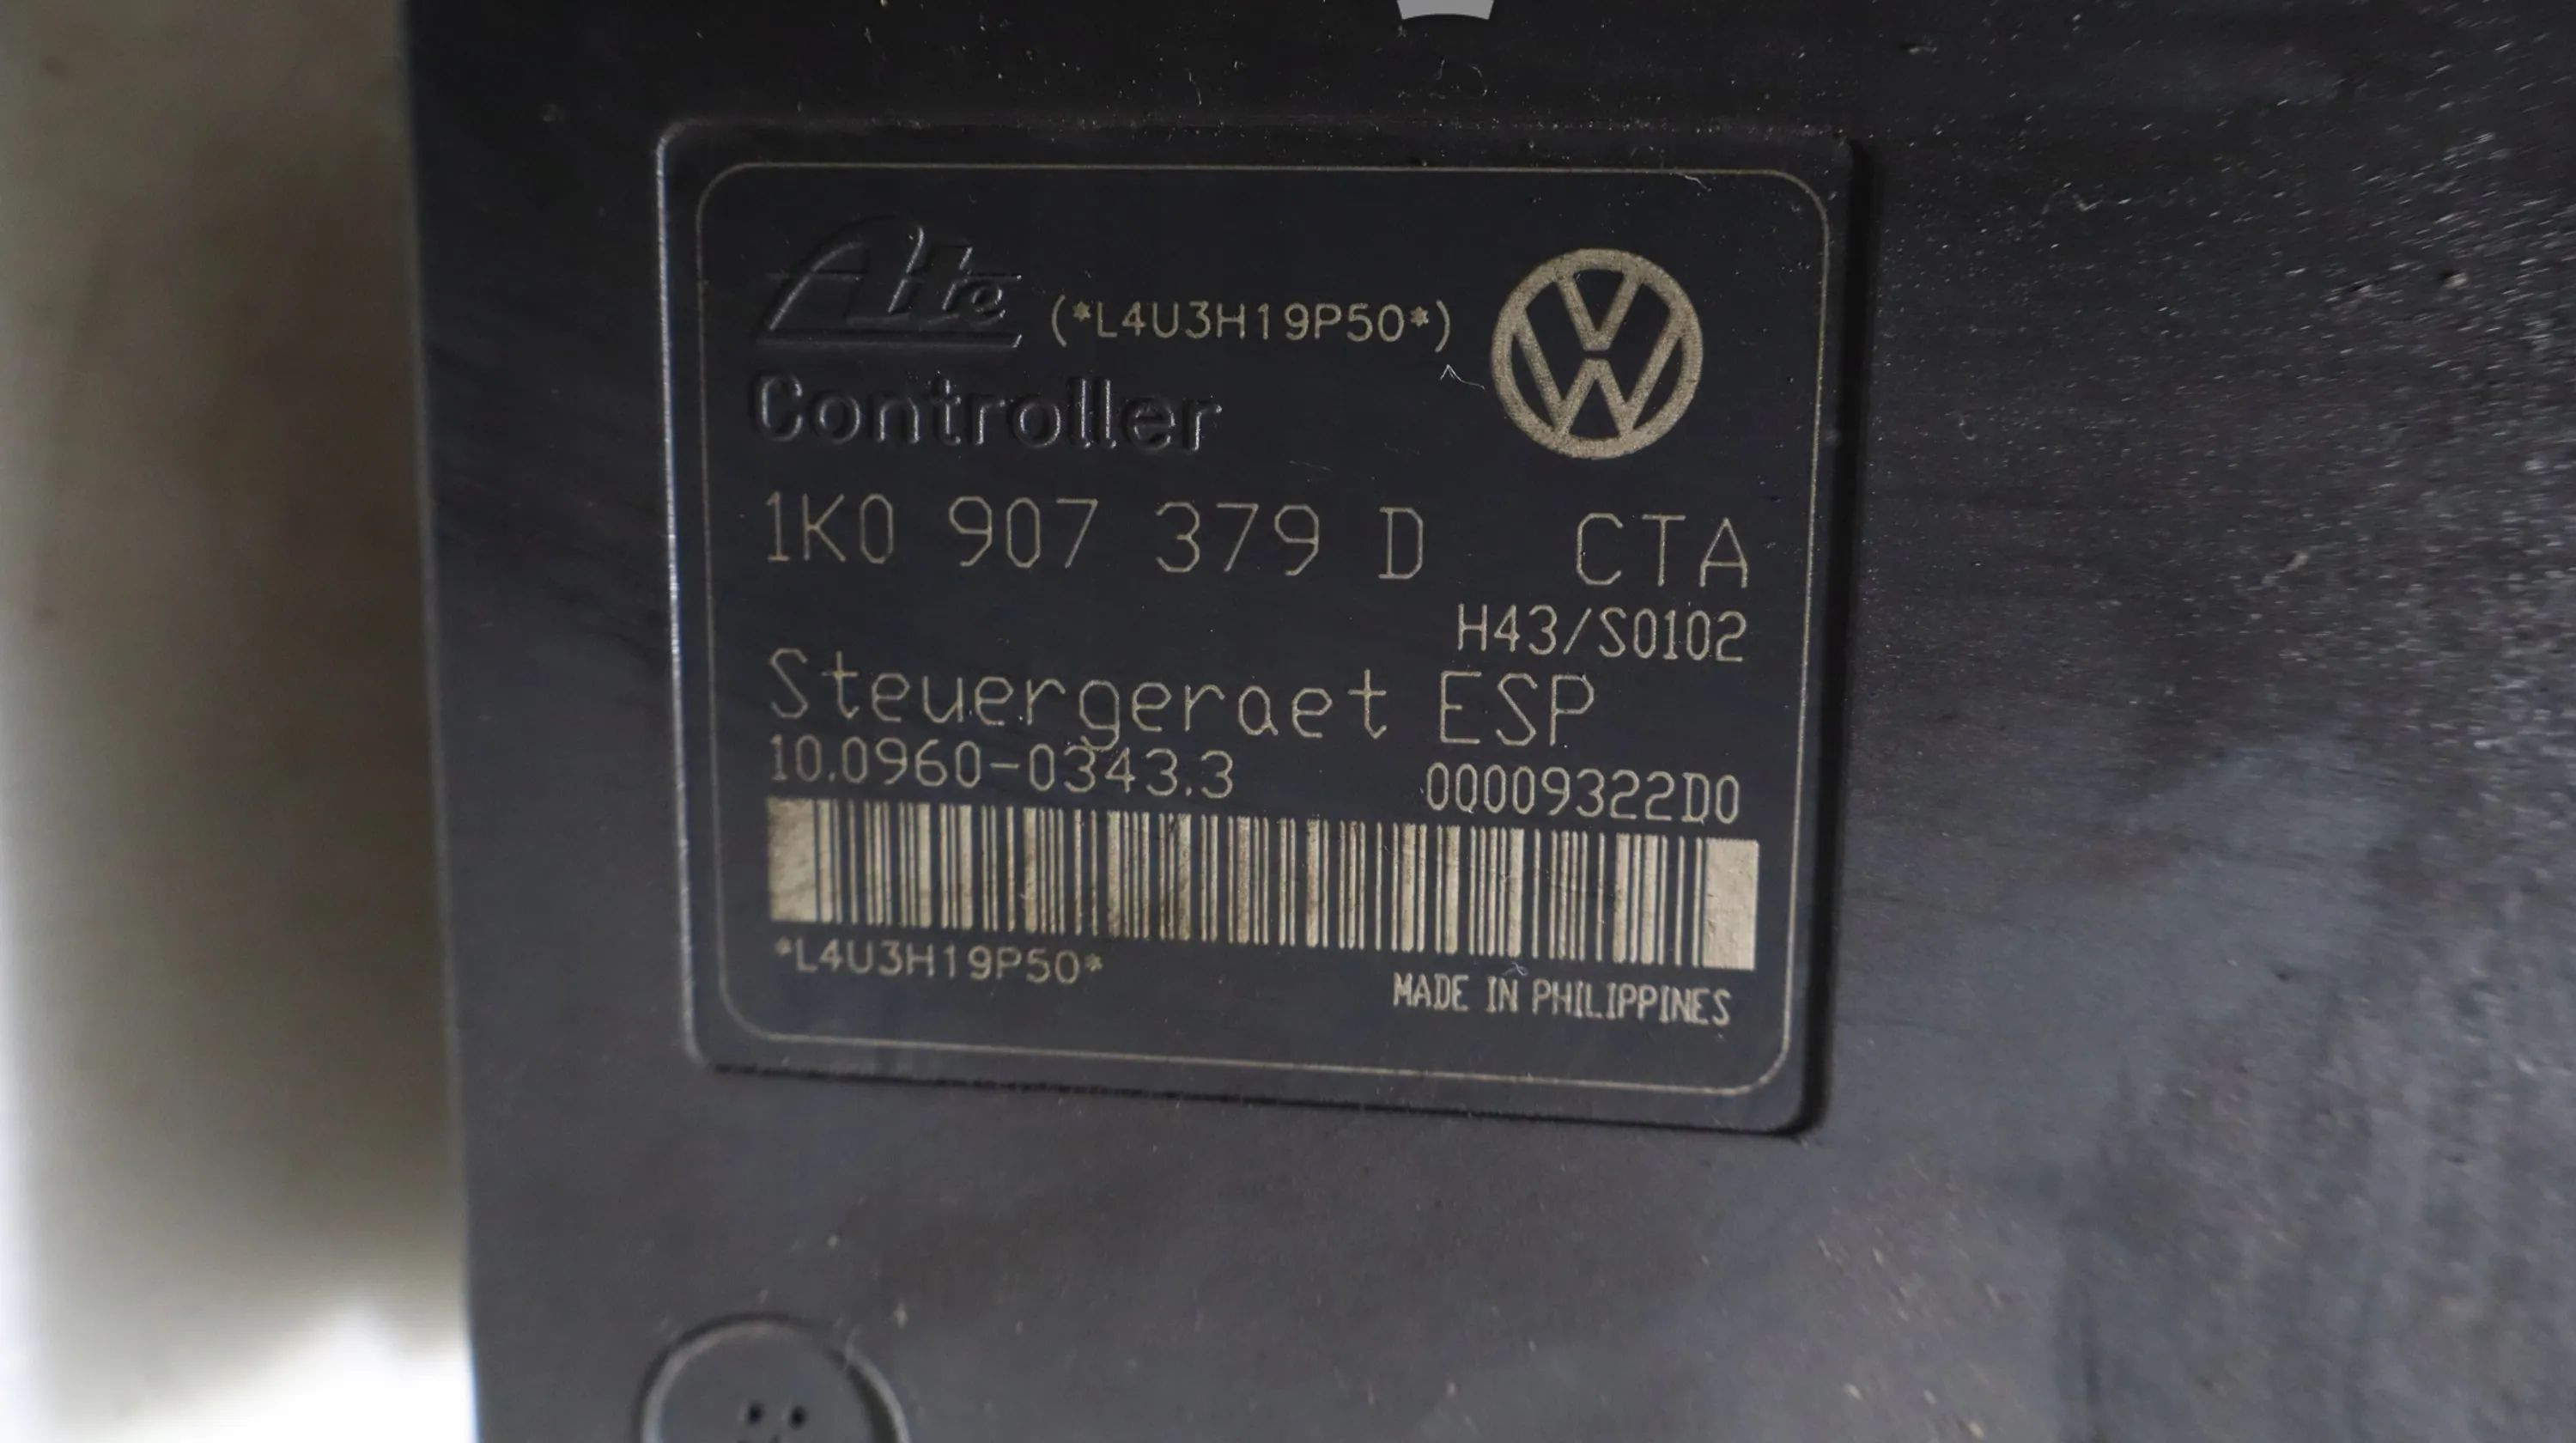 Ate (*L4U3H19P50*)
Controller
1K0 907 379 D CTA
H43/S0102
Steuergeraet ESP
10.0960-0343.3 00009322D0
*L4U3H19P50*
MADE IN PHILIPPINES